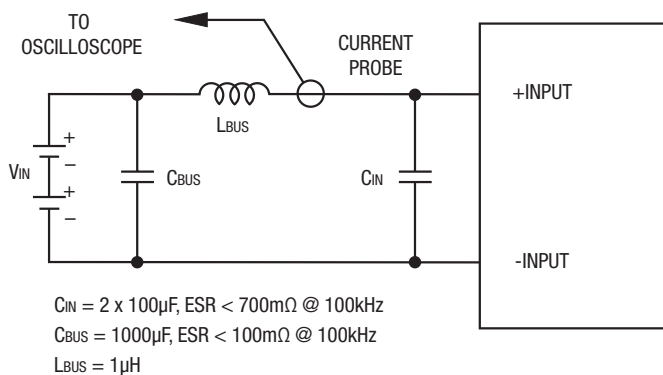 TO
OSCILLOSCOPE
CURRENT
PROBE
+INPUT
LBUS
+
VIN
−
+
−
CBUS
CIN
-INPUT
CIN = 2 x 100µF, ESR < 700mΩ @ 100kHz
CBUS = 1000µF, ESR < 100mΩ @ 100kHz
LBUS = 1µH